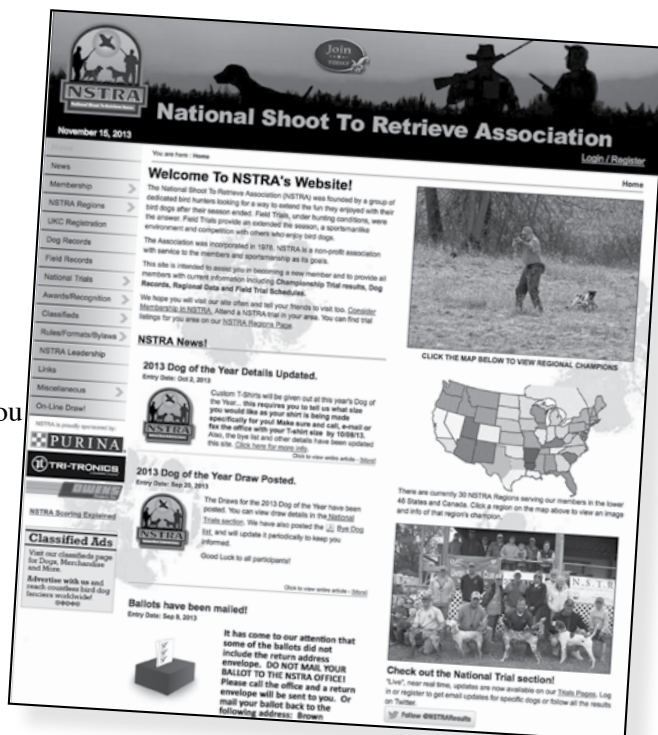 Join
TODAY
NSTRA
National Shoot To Retrieve Association
November 15, 2013
Login / Register
You are here : Home
Home
News
Membership
NSTRA Regions
UKC Registration
Dog Records
Field Records
National Trials
Awards/Recognition
Classifieds
Rules/Formats/Bylaws
NSTRA Leadership
Links
Miscellaneous
On-Line Draw!
NSTRA is proudly sponsored by:
PURINA
TRI-TRONICS
OWENS
NSTRA Scoring Explained
Classified Ads
Visit our classifieds page
for Dogs, Merchandise
and More.
Advertise with us and
reach countless bird dog
fanciers worldwide!
ou
Welcome To NSTRA's Website!
The National Shoot To Retrieve Association (NSTRA) was founded by a group of
dedicated bird hunters looking for a way to extend the fun they enjoyed with their
bird dogs after their season ended. Field Trials, under hunting conditions, were
the answer. Field Trials provide an extended the season, a sportsmanlike
environment and competition with others who enjoy bird dogs.
The Association was incorporated in 1978. NSTRA is a non-profit association
with service to the members and sportsmanship as its goals.
This site is intended to assist you in becoming a new member and to provide all
members with current information including Championship Trial results, Dog
Records, Regional Data and Field Trial Schedules.
We hope you will visit our site often and tell your friends to visit too. Consider
Membership in NSTRA. Attend a NSTRA trial in your area. You can find trial
listings for you area on our NSTRA Regions Page.
NSTRA News!
2013 Dog of the Year Details Updated.
Entry Date: Oct 2, 2013
NSTRA
Custom T-Shirts will be given out at this year's Dog of
the Year... this requires you to tell us what size
you would like as your shirt is being made
specifically for you! Make sure and call, e-mail or
fax the office with your T-shirt size by 10/08/13.
Also, the bye list and other details have been updated
this site. Click here for more info.
Click to view entire article - [More]
2013 Dog of the Year Draw Posted.
Entry Date: Sep 20, 2013
NSTRA
The Draws for the 2013 Dog of the Year have been
posted. You can view draw details in the National
Trials section. We have also posted the Bye Dog
list, and will update it periodically to keep you
informed.
Good Luck to all participants!
Click to view entire article - [More]
Ballots have been mailed!
Entry Date: Sep 9, 2013
It has come to our attention that
some of the ballots did not
include the return address
envelope. DO NOT MAIL YOUR
BALLOT TO THE NSTRA OFFICE!
Please call the office and a return
envelope will be sent to you. Or
mail your ballot back to the
following address: Brown
CLICK THE MAP BELOW TO VIEW REGIONAL CHAMPIONS
There are currently 30 NSTRA Regions serving our members in the lower
48 States and Canada. Click a region on the map above to view an image
and info of that region's champion.
N.S.T.R
Check out the National Trial section!
"Live", near real time, updates are now available on our Trials Pages. Log
in or register to get email updates for specific dogs or follow all the results
on Twitter.
Follow @NSTRAResults